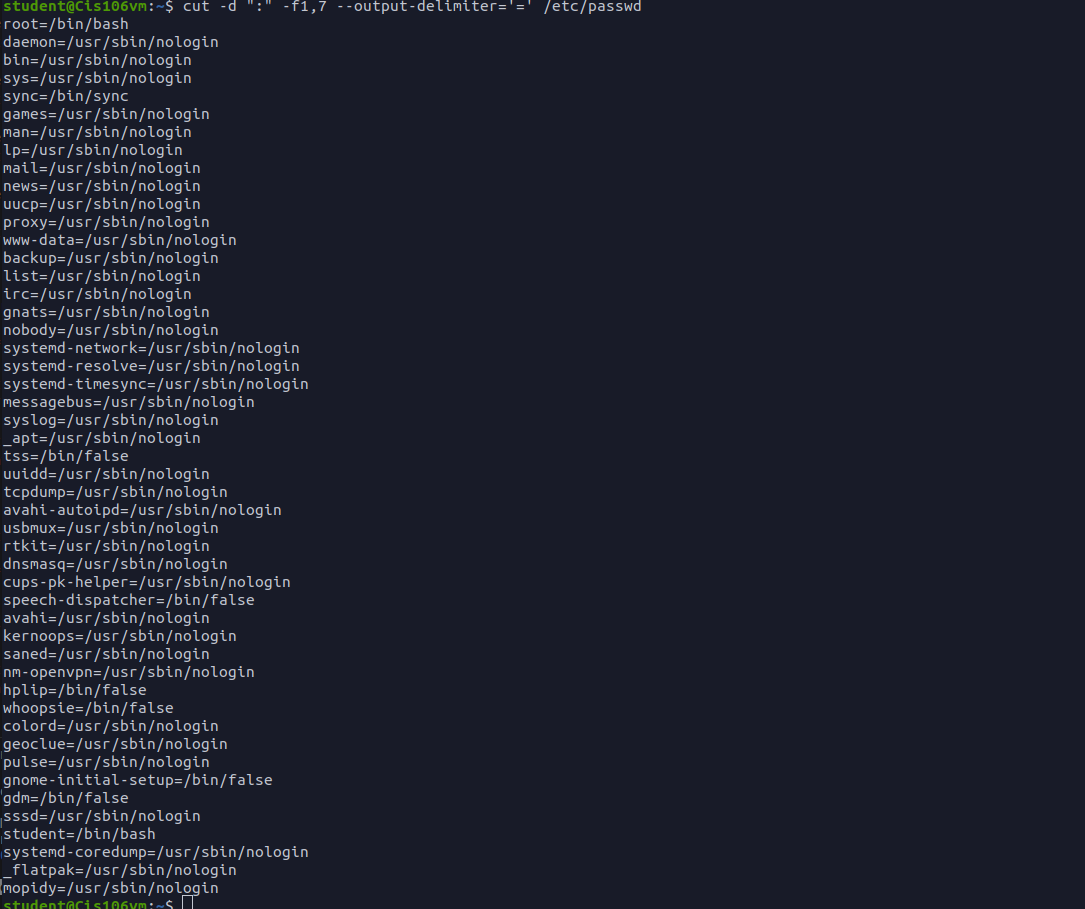 student@Cis106vm:~$ cut -d ":" -f1,7 --output-delimiter='=' /etc/passwd
root=/bin/bash
daemon=/usr/sbin/nologin
bin=/usr/sbin/nologin
sys=/usr/sbin/nologin
sync=/bin/sync
games=/usr/sbin/nologin
man=/usr/sbin/nologin
lp=/usr/sbin/nologin
mail=/usr/sbin/nologin
news=/usr/sbin/nologin
uucp=/usr/sbin/nologin
proxy=/usr/sbin/nologin
www-data=/usr/sbin/nologin
backup=/usr/sbin/nologin
list=/usr/sbin/nologin
irc=/usr/sbin/nologin
gnats=/usr/sbin/nologin
nobody=/usr/sbin/nologin
systemd-network=/usr/sbin/nologin
systemd-resolve=/usr/sbin/nologin
systemd-timesync=/usr/sbin/nologin
messagebus=/usr/sbin/nologin
syslog=/usr/sbin/nologin
_apt=/usr/sbin/nologin
tss=/bin/false
uuidd=/usr/sbin/nologin
tcpdump=/usr/sbin/nologin
avahi-autoipd=/usr/sbin/nologin
usbmux=/usr/sbin/nologin
rtkit=/usr/sbin/nologin
dnsmasq=/usr/sbin/nologin
cups-pk-helper=/usr/sbin/nologin
speech-dispatcher=/bin/false
avahi=/usr/sbin/nologin
kernoops=/usr/sbin/nologin
saned=/usr/sbin/nologin
nm-openvpn=/usr/sbin/nologin
hplip=/bin/false
whoopsie=/bin/false
colord=/usr/sbin/nologin
geoclue=/usr/sbin/nologin
pulse=/usr/sbin/nologin
gnome-initial-setup=/bin/false
gdm=/bin/false
sssd=/usr/sbin/nologin
student=/bin/bash
systemd-coredump=/usr/sbin/nologin
_flatpak=/usr/sbin/nologin
mopidy=/usr/sbin/nologin
student@Cis106vm:~$